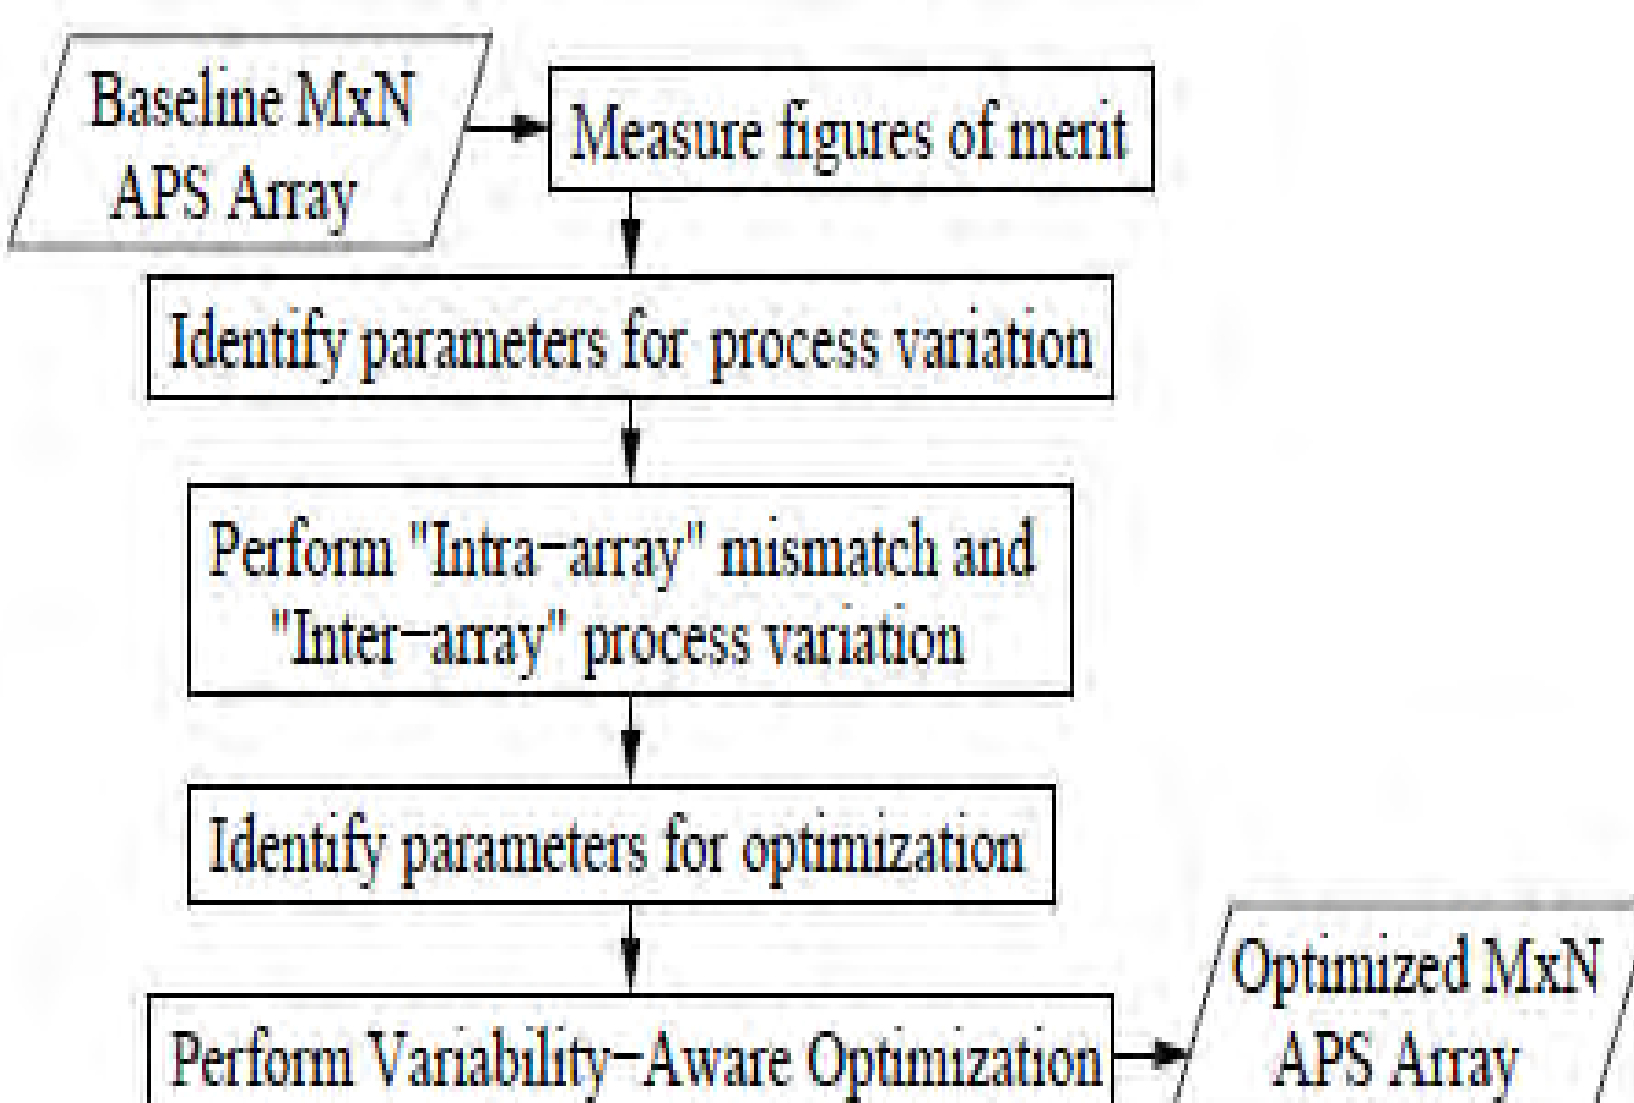 Baseline MxN
APS Array
Measure figures of merit
Identify parameters for process variation
Perform "Intra-array" mismatch and
"Inter-array" process variation
Identify parameters for optimization
Perform Variability-Aware Optimization
Optimized MxN
APS Array